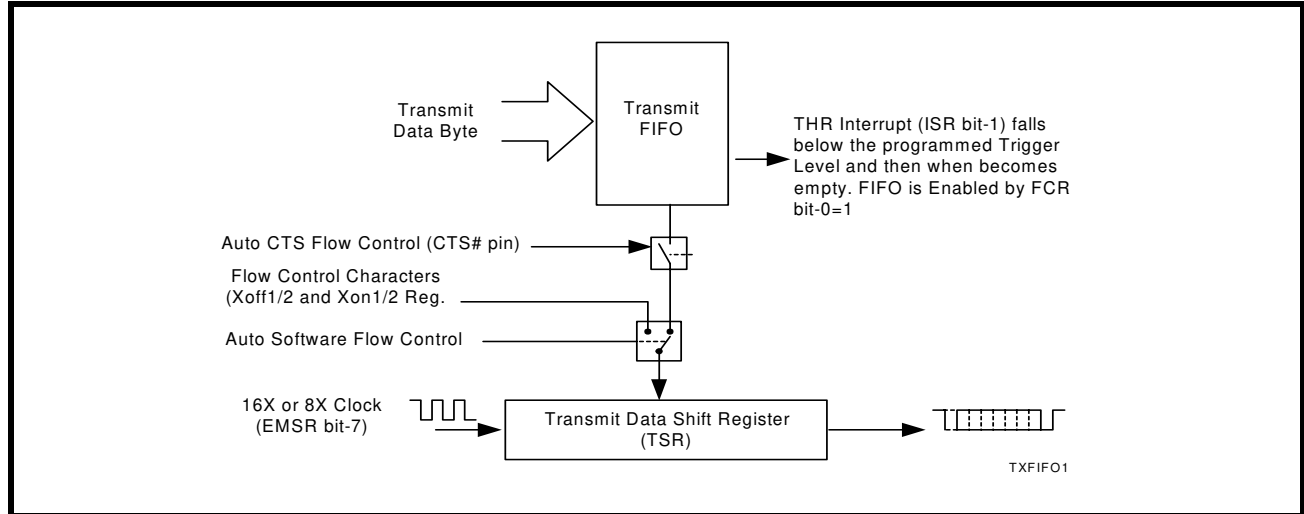 Transmit
Data Byte
Transmit
FIFO
THR Interrupt (ISR bit-1) falls
below the programmed Trigger
Level and then when becomes
empty. FIFO is Enabled by FCR
bit-0=1
Auto CTS Flow Control (CTS# pin)
Flow Control Characters
(Xoff1/2 and Xon1/2 Reg.
Auto Software Flow Control
16X or 8X Clock
(EMSR bit-7)
Transmit Data Shift Register
(TSR)
TXFIFO1